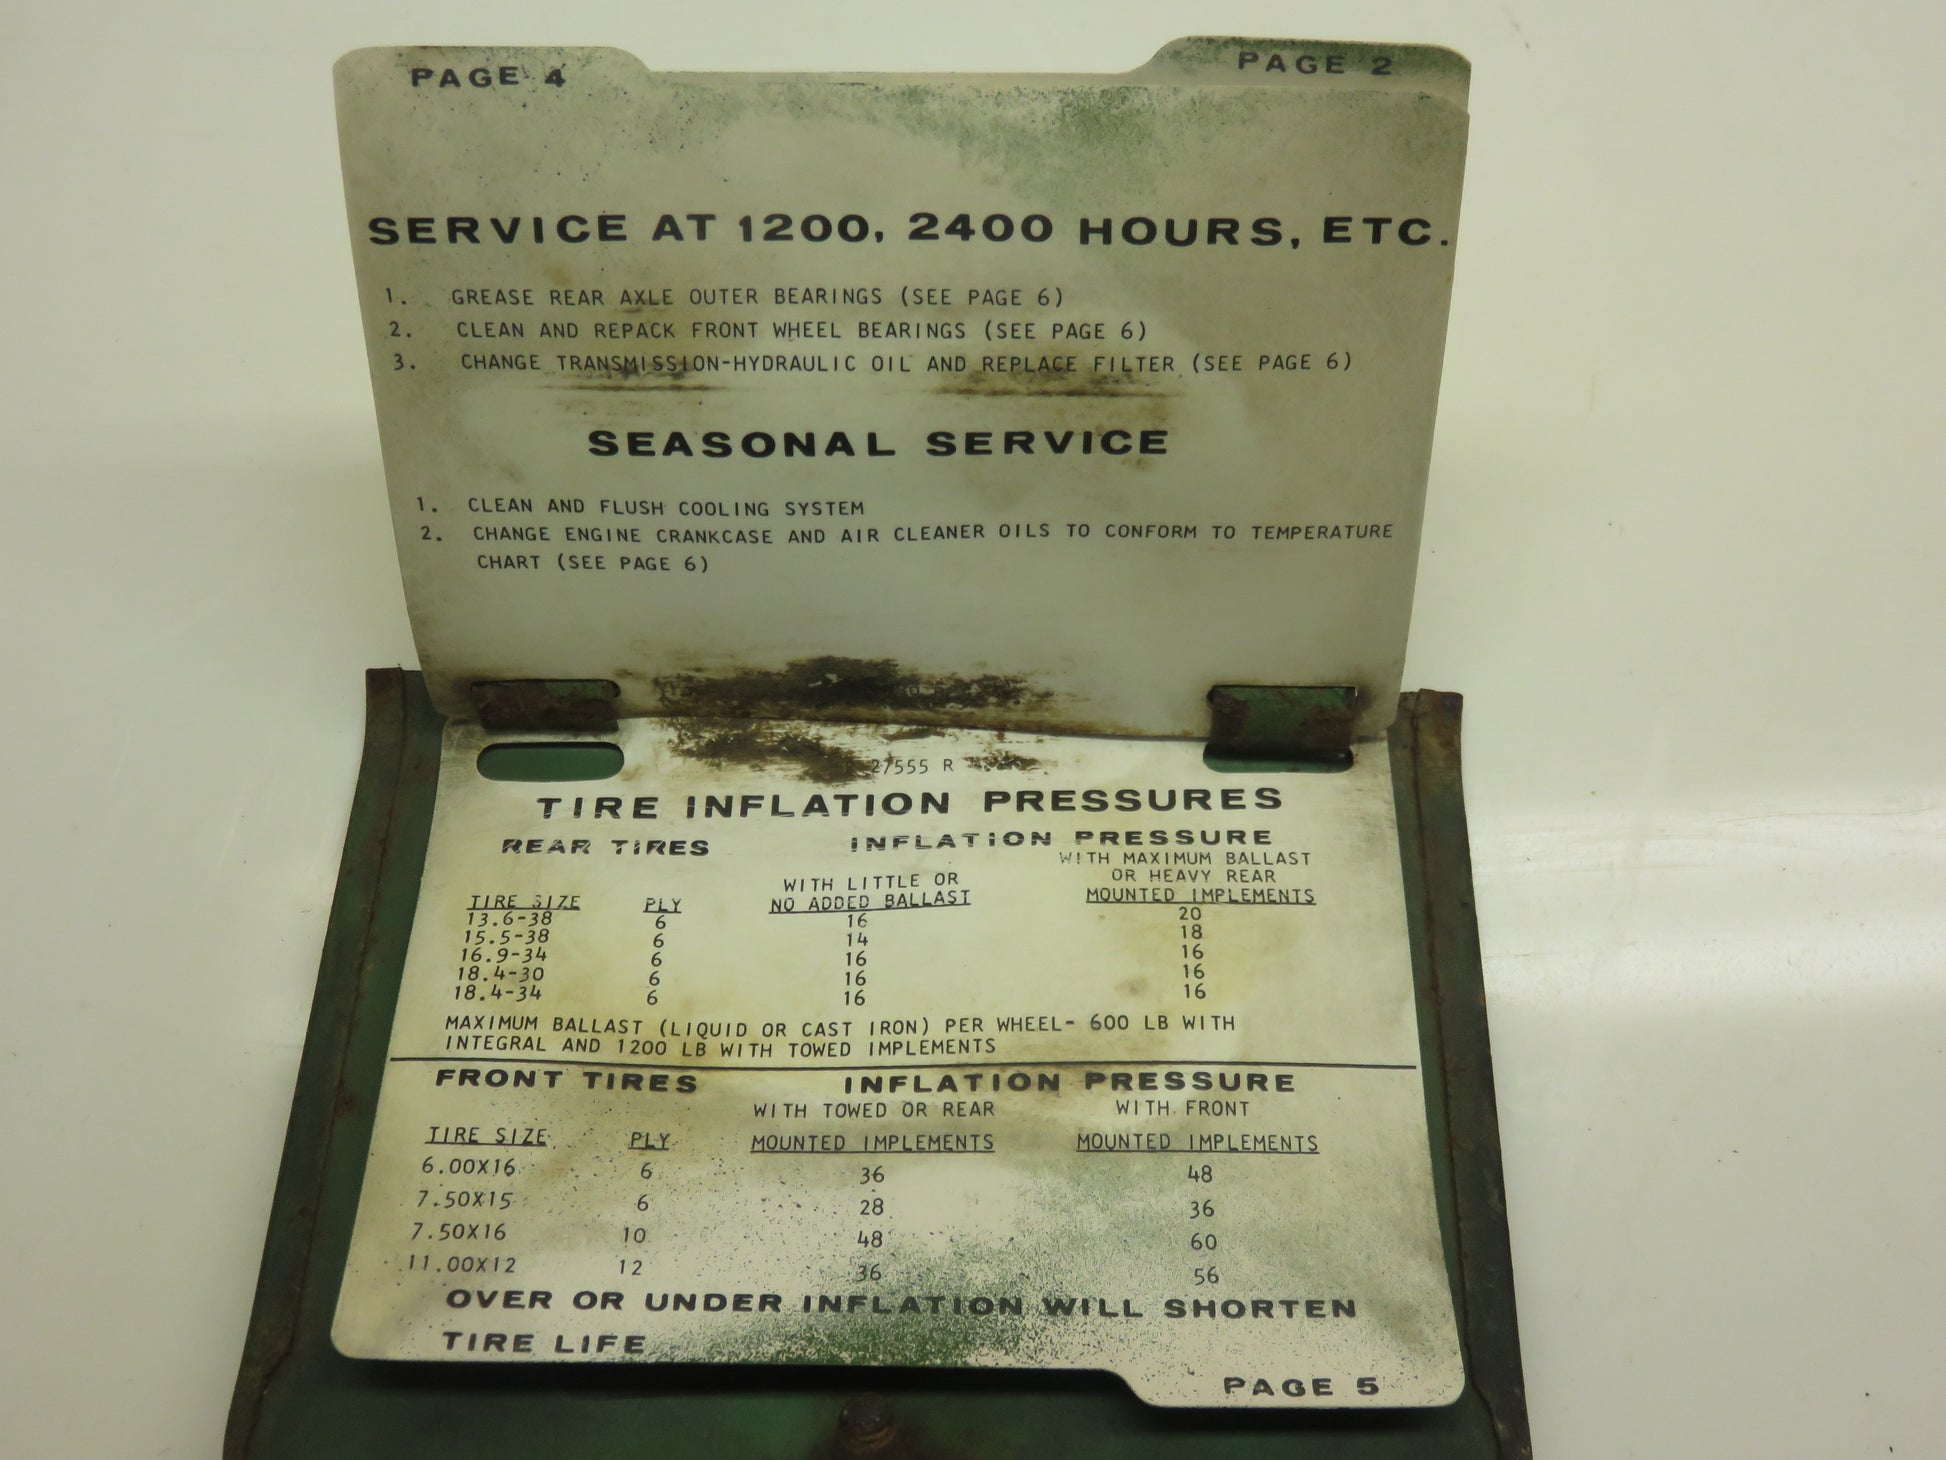 PAGE 4
PAGE 2
SERVICE AT 1200, 2400 HOURS, ETC.
1. GREASE REAR AXLE OUTER BEARINGS (SEE PAGE 6)
2. CLEAN AND REPACK FRONT WHEEL BEARINGS (SEE PAGE 6)
3. CHANGE TRANSMISSION-HYDRAULIC OIL AND REPLACE FILTER (SEE PAGE 6)
SEASONAL SERVICE
1. CLEAN AND FLUSH COOLING SYSTEM
2. CHANGE ENGINE CRANKCASE AND AIR CLEANER OILS TO CONFORM TO TEMPERATURE
CHART (SEE PAGE 6)
27555 R
TIRE INFLATION PRESSURES
REAR TIRES INFLATION PRESSURE
WITH MAXIMUM BALLAST
WITH LITTLE OR OR HEAVY REAR
TIRE SIZE PLY NO ADDED BALLAST MOUNTED IMPLEMENTS
13.6-38 6 16 20
15.5-38 6 14 18
16.9-34 6 16 16
18.4-30 6 16 16
18.4-34 6 16 16
MAXIMUM BALLAST (LIQUID OR CAST IRON) PER WHEEL- 600 LB WITH
INTEGRAL AND 1200 LB WITH TOWED IMPLEMENTS
FRONT TIRES INFLATION PRESSURE
WITH TOWED OR REAR WITH FRONT
TIRE SIZE PLY MOUNTED IMPLEMENTS MOUNTED IMPLEMENTS
6.00X16 6 36 48
7.50X15 6 28 36
7.50X16 10 48 60
11.00X12 12 36 56
OVER OR UNDER INFLATION WILL SHORTEN
TIRE LIFE
PAGE 5